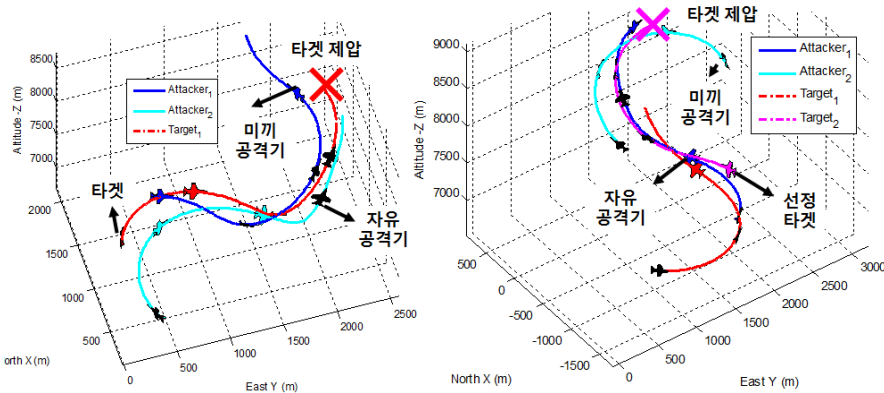 타겟 제압
8500
8000
7500
7000
Altitude-Z (m)
Attacker1
Attacker2
Target1
미끼
공격기
타겟
자유
공격기
2000
1500
1000
500
0
500
1000
1500
2000
2500
orth X (m)
East Y (m)
타겟 제압
9000
8500
8000
7500
7000
Altitude-Z (m)
Attacker1
Attacker2
Target1
Target2
미끼
공격기
자유
공격기
선정
타겟
500
0
-500
-1000
-1500
0
500
1000
1500
2000
2500
3000
North X (m)
East Y (m)